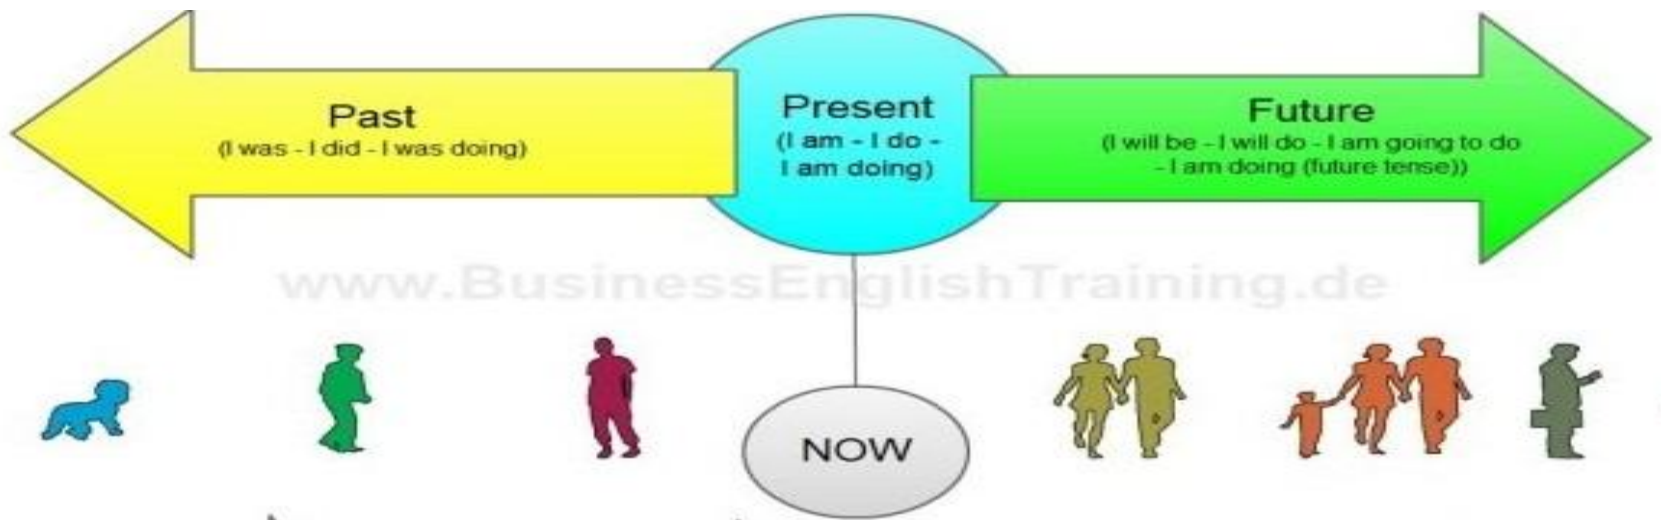 Past
(I was - I did - I was doing)
Present
(I am - I do -
I am doing)
Future
(I will be - I will do - I am going to do
- I am doing (future tense))
www.BusinessEnglishTraining.de
NOW